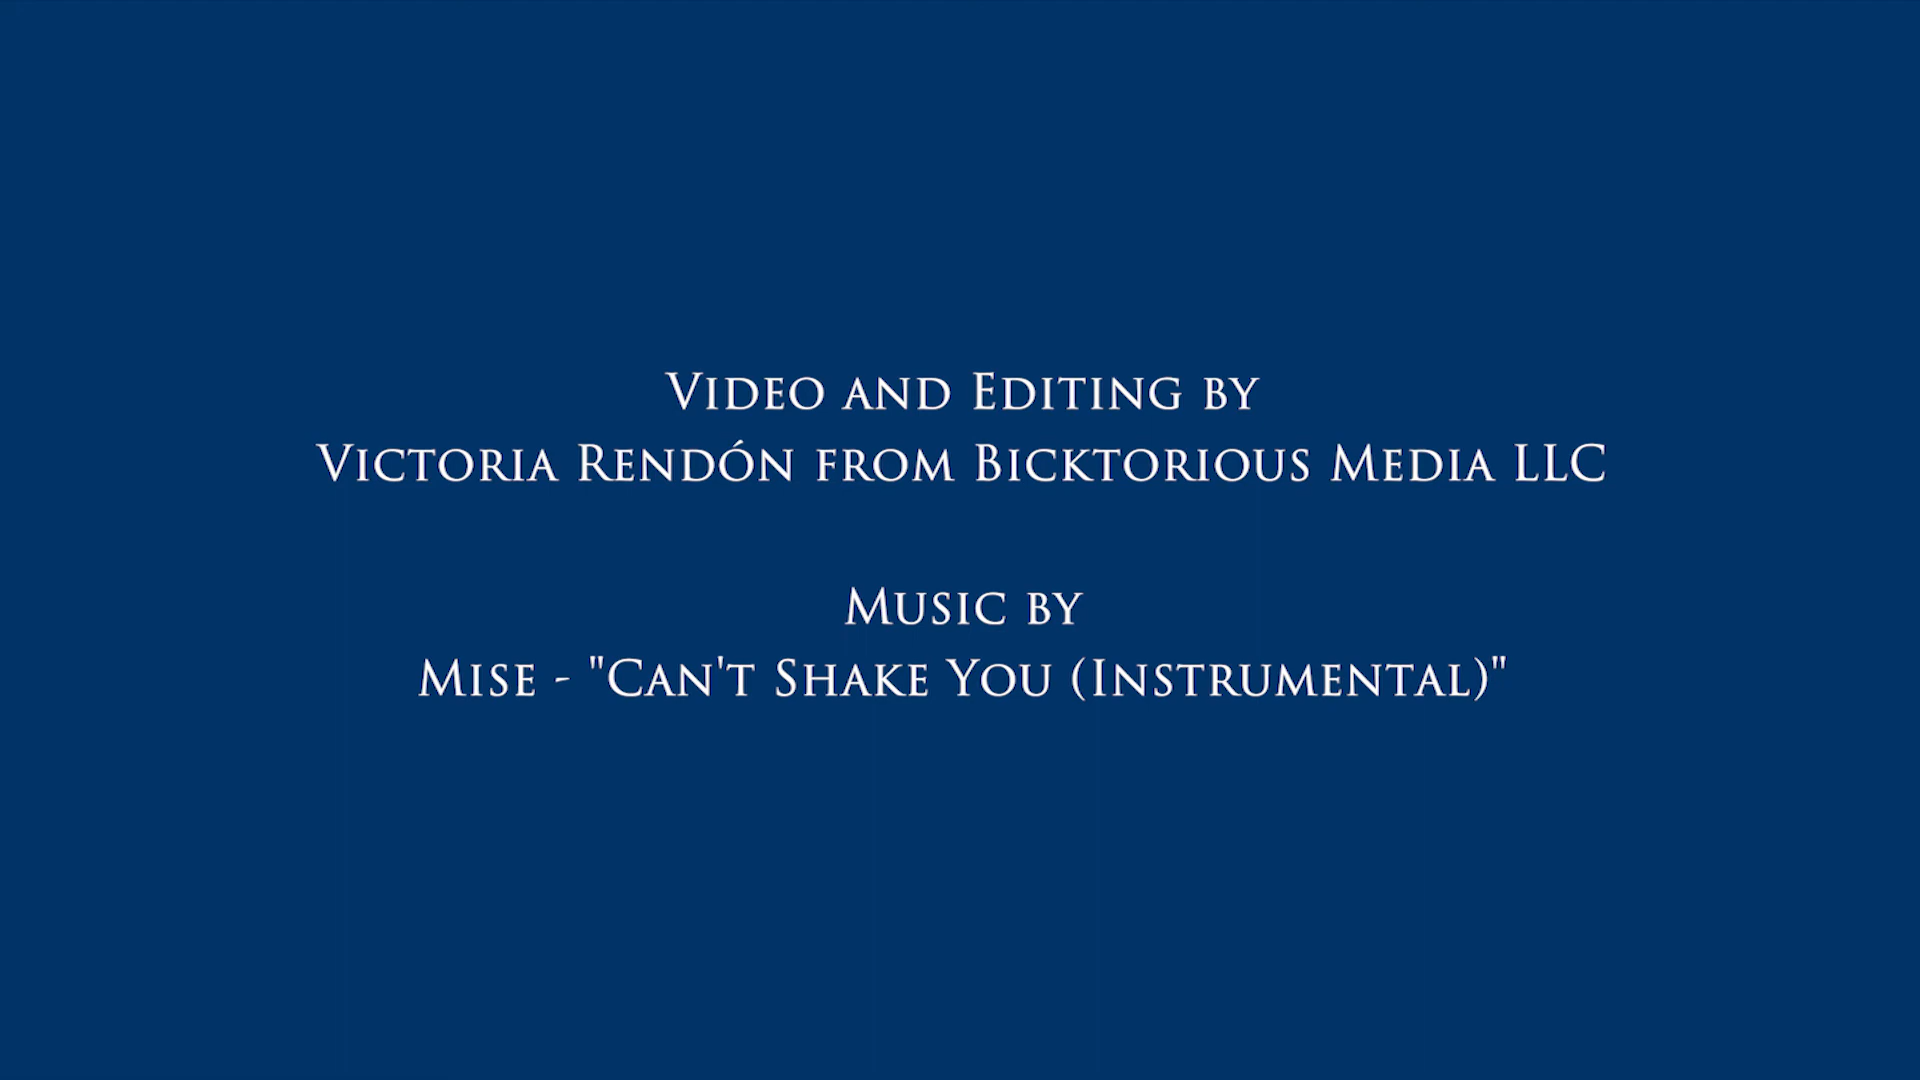 Video and Editing by
Victoria Rendón from Bicktorious Media LLC
Music by
Mise - "Can't Shake You (Instrumental)"